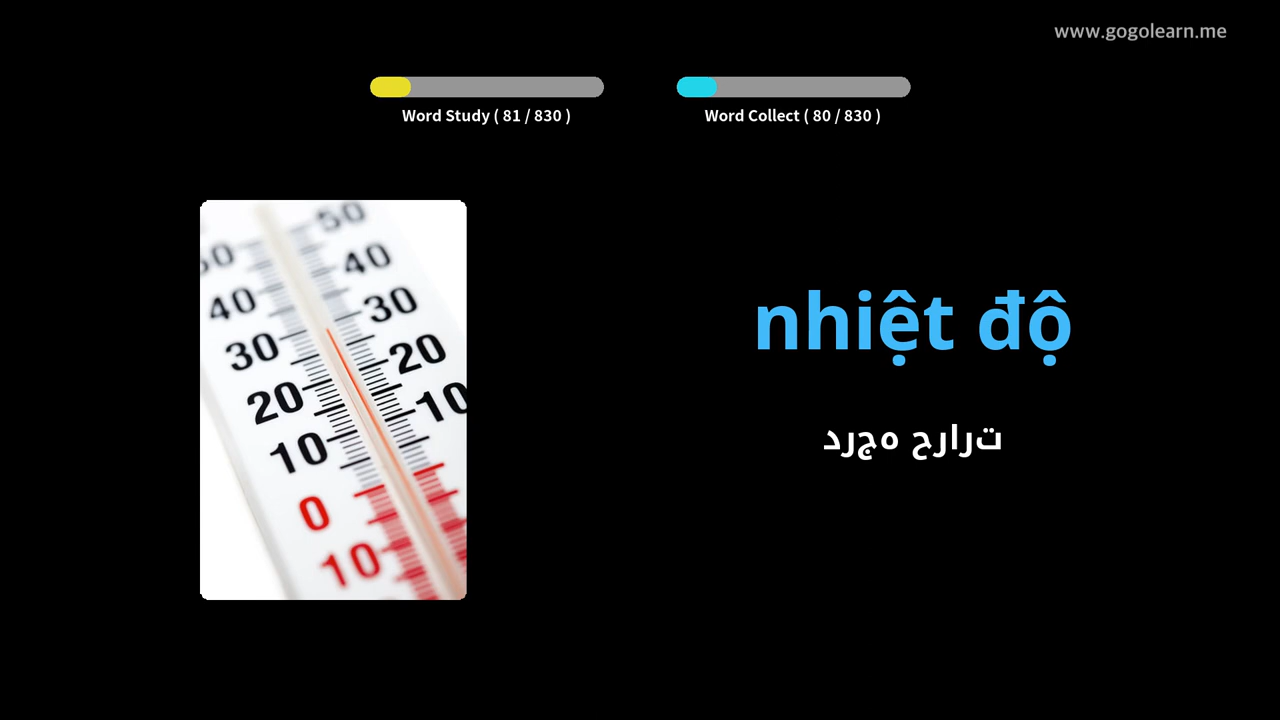 www.gogolearn.me
Word Study ( 81 / 830 )
Word Collect ( 80 / 830 )
50
40
40
30
30
20
20
10
10
0
10
nhiệt độ
درجه حرارت